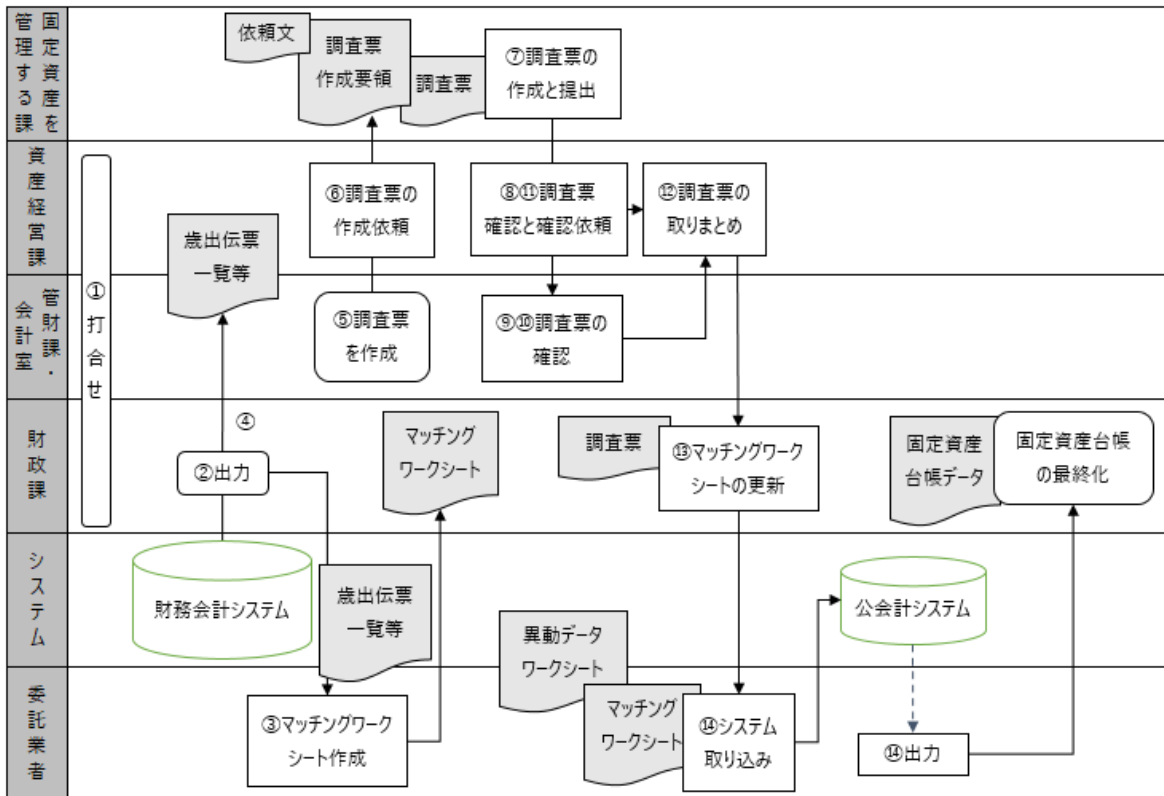 固定資産を
管理する課
依頼文
調査票
作成要領
調査票
⑦調査票の
作成と提出
資産経営課
①打合せ
歳出伝票
一覧等
⑥調査票の
作成依頼
⑧⑪調査票
確認と確認依頼
⑫調査票の
取りまとめ
管財課・
会計室
⑤調査票
を作成
⑨⑩調査票の
確認
財政課
④
②出力
マッチング
ワークシート
調査票
⑬マッチングワーク
シートの更新
固定資産
台帳データ
固定資産台帳
の最終化
システム
財務会計システム
歳出伝票
一覧等
公会計システム
異動データ
ワークシート
委託業者
③マッチングワーク
シート作成
マッチング
ワークシート
⑭システム
取り込み
⑭出力